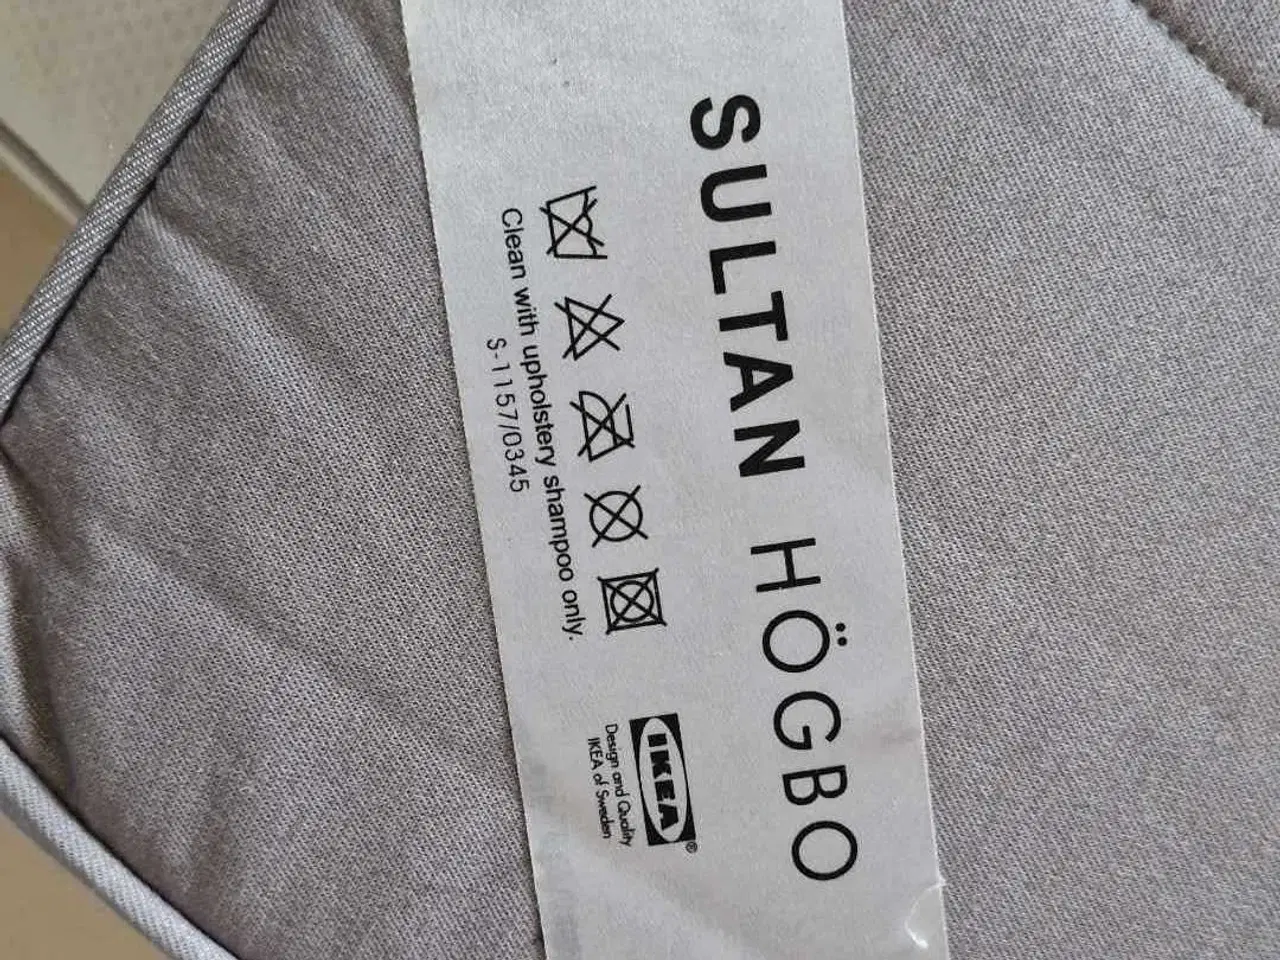 SULTAN HÖGBO
Clean with upholstery shampoo only.
S-1157/0345
IKEA®
Design and Quality
IKEA of Sweden